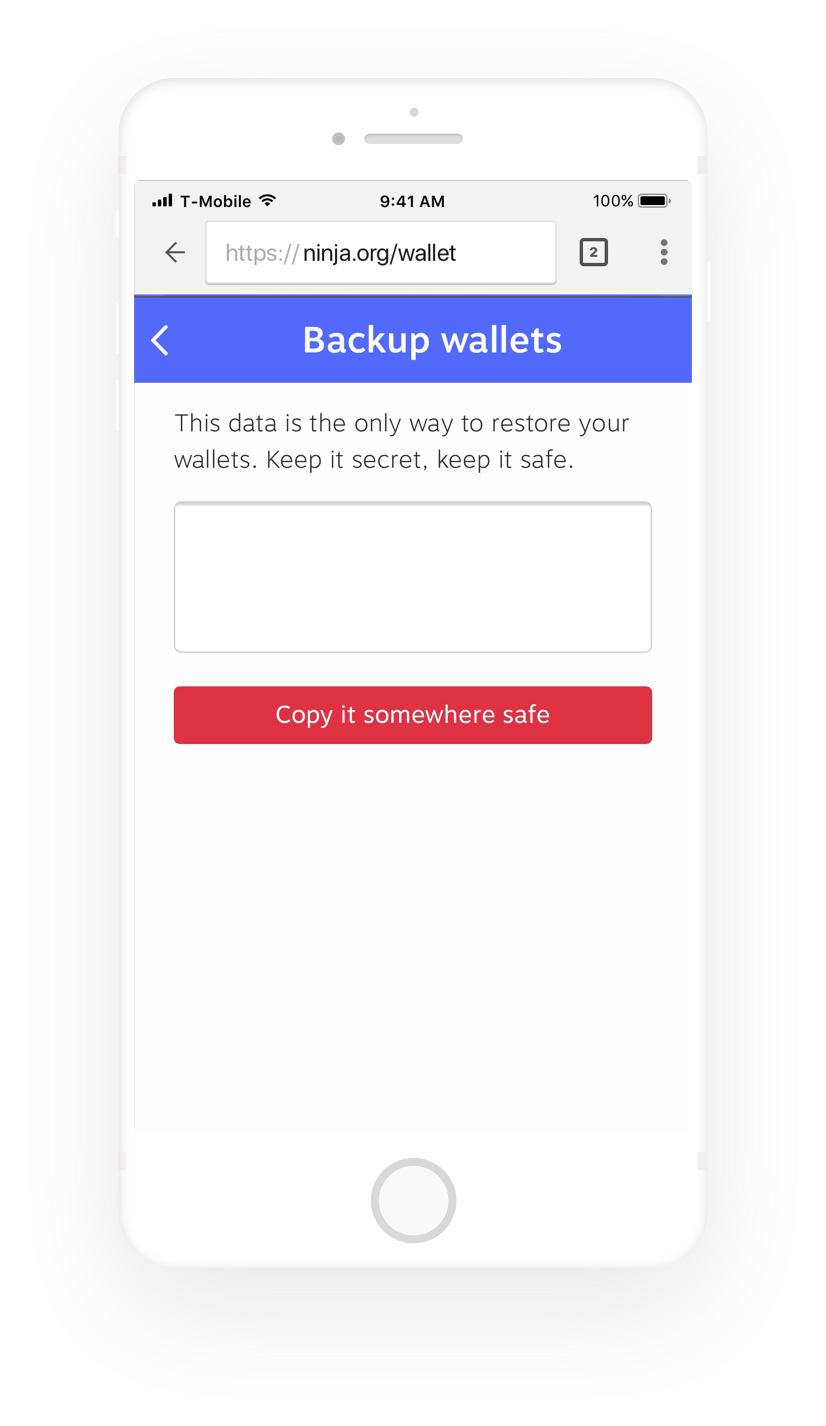 T-Mobile 9:41 AM 100%
https://ninja.org/wallet 2
Backup wallets
This data is the only way to restore your
wallets. Keep it secret, keep it safe.
Copy it somewhere safe